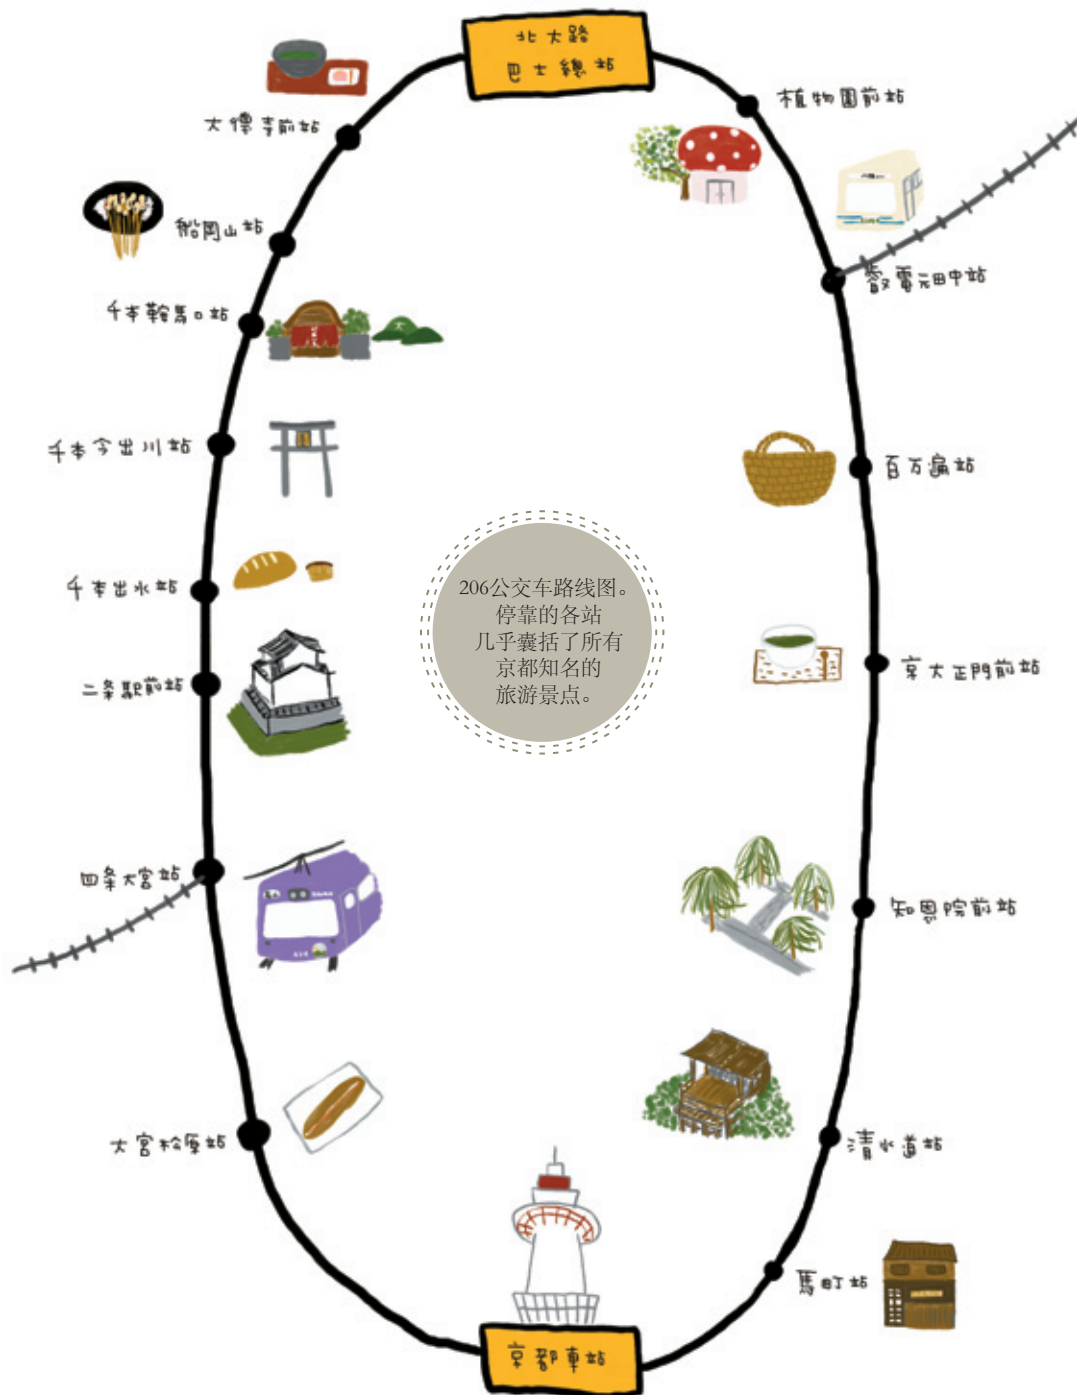 北大路
巴士總站
植物園前站
大德寺前站
船岡山站
叡電元田中站
千本鞍馬口站
千本今出川站
百万遍站
206公交车路线图。
停靠的各站
几乎囊括了所有
京都知名的
旅游景点。
千本出水站
京大正門前站
二条駅前站
四条大宮站
知恩院前站
大宮松原站
清水道站
馬町站
京都車站